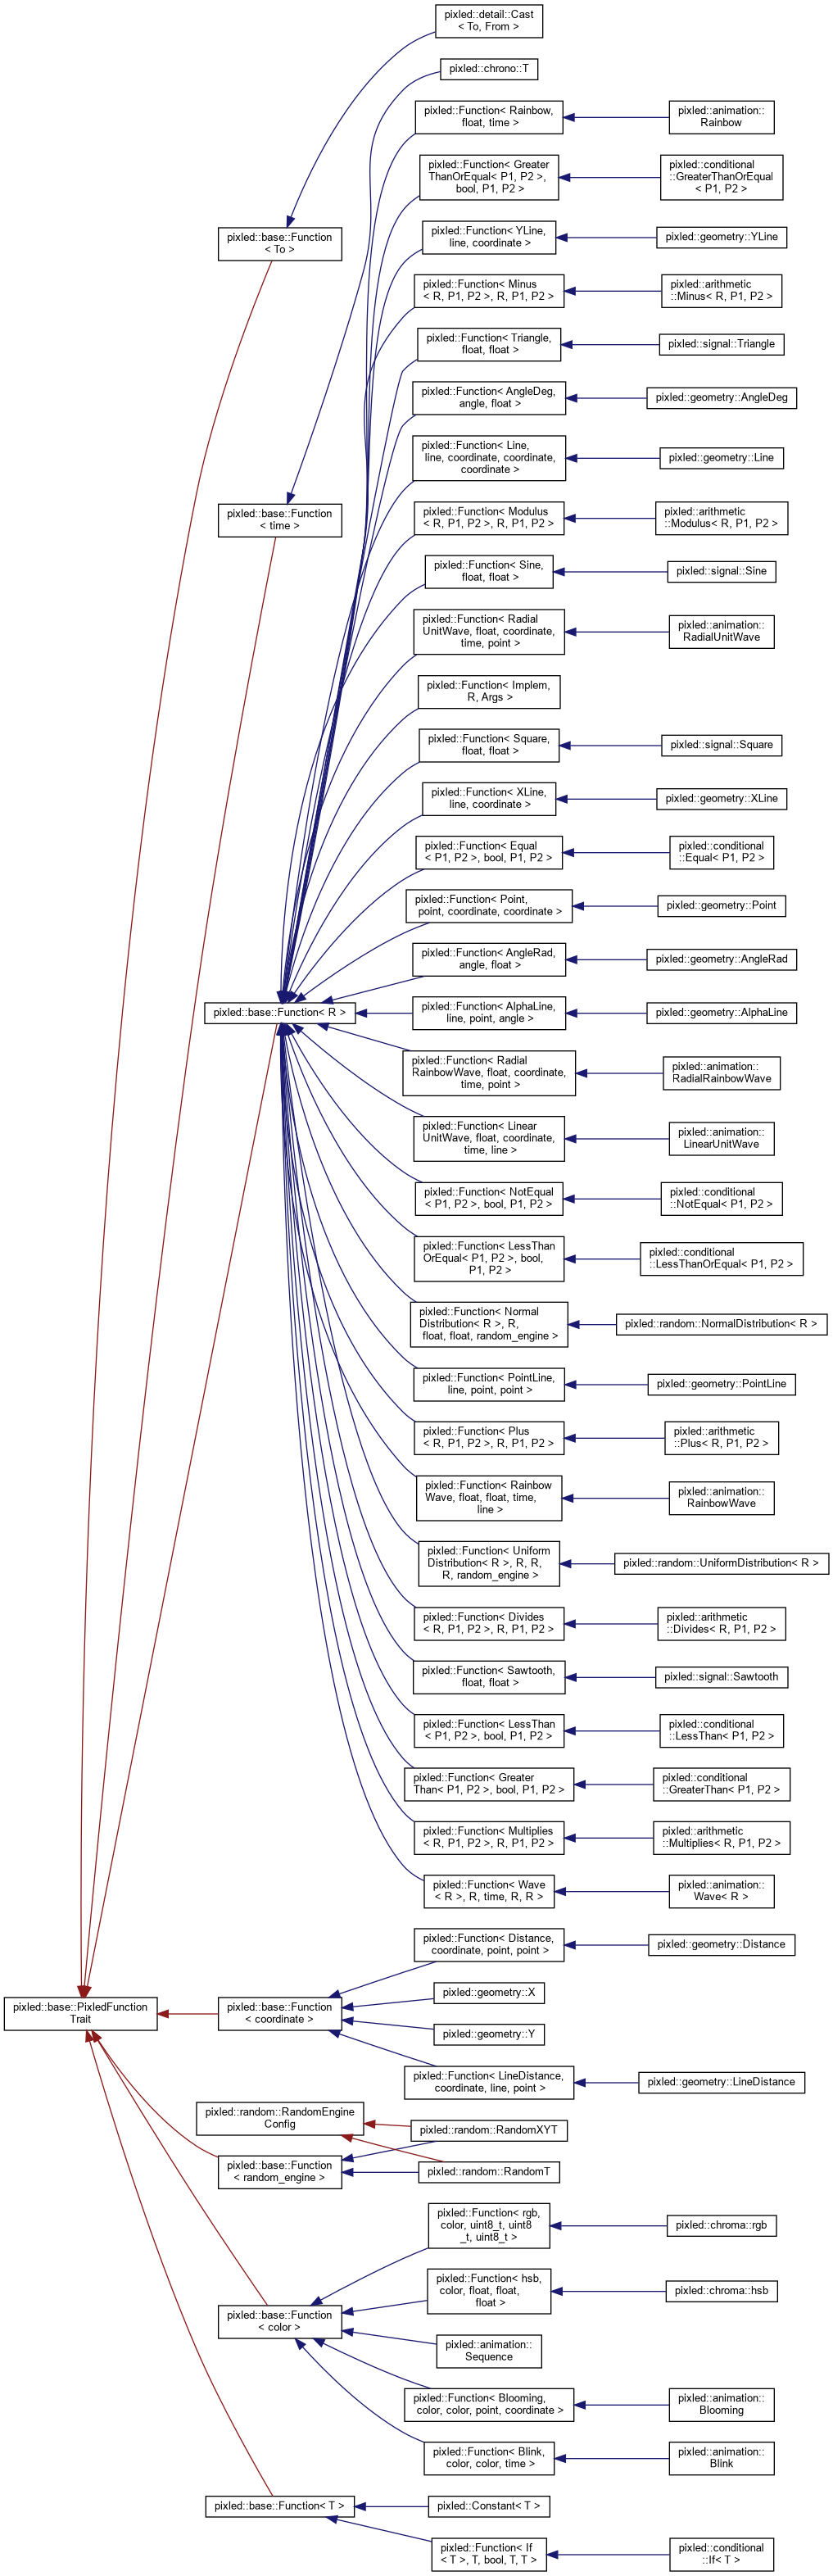 pixled::detail::Cast
< To, From >
pixled::chrono::T
pixled::Function< Rainbow,
float, time >
pixled::animation::
Rainbow
pixled::Function< Greater
ThanOrEqual< P1, P2 >,
bool, P1, P2 >
pixled::conditional
::GreaterThanOrEqual
< P1, P2 >
pixled::base::Function
< To >
pixled::Function< YLine,
line, coordinate >
pixled::geometry::YLine
pixled::Function< Minus
< R, P1, P2 >, R, P1, P2 >
pixled::arithmetic
::Minus< R, P1, P2 >
pixled::Function< Triangle,
float, float >
pixled::signal::Triangle
pixled::Function< AngleDeg,
angle, float >
pixled::geometry::AngleDeg
pixled::Function< Line,
line, coordinate, coordinate,
coordinate >
pixled::geometry::Line
pixled::base::Function
< time >
pixled::Function< Modulus
< R, P1, P2 >, R, P1, P2 >
pixled::arithmetic
::Modulus< R, P1, P2 >
pixled::Function< Sine,
float, float >
pixled::signal::Sine
pixled::Function< Radial
UnitWave, float, coordinate,
time, point >
pixled::animation::
RadialUnitWave
pixled::Function< Implem,
R, Args >
pixled::Function< Square,
float, float >
pixled::signal::Square
pixled::Function< XLine,
line, coordinate >
pixled::geometry::XLine
pixled::Function< Equal
< P1, P2 >, bool, P1, P2 >
pixled::conditional
::Equal< P1, P2 >
pixled::Function< Point,
point, coordinate, coordinate >
pixled::geometry::Point
pixled::Function< AngleRad,
angle, float >
pixled::geometry::AngleRad
pixled::base::Function< R >
pixled::Function< AlphaLine,
line, point, angle >
pixled::geometry::AlphaLine
pixled::Function< Radial
RainbowWave, float, coordinate,
time, point >
pixled::animation::
RadialRainbowWave
pixled::Function< Linear
UnitWave, float, coordinate,
time, line >
pixled::animation::
LinearUnitWave
pixled::Function< NotEqual
< P1, P2 >, bool, P1, P2 >
pixled::conditional
::NotEqual< P1, P2 >
pixled::Function< LessThan
OrEqual< P1, P2 >, bool,
P1, P2 >
pixled::conditional
::LessThanOrEqual< P1, P2 >
pixled::Function< Normal
Distribution< R >, R,
float, float, random_engine >
pixled::random::NormalDistribution< R >
pixled::Function< PointLine,
line, point, point >
pixled::geometry::PointLine
pixled::Function< Plus
< R, P1, P2 >, R, P1, P2 >
pixled::arithmetic
::Plus< R, P1, P2 >
pixled::Function< Rainbow
Wave, float, float, time,
line >
pixled::animation::
RainbowWave
pixled::Function< Uniform
Distribution< R >, R, R,
R, random_engine >
pixled::random::UniformDistribution< R >
pixled::Function< Divides
< R, P1, P2 >, R, P1, P2 >
pixled::arithmetic
::Divides< R, P1, P2 >
pixled::Function< Sawtooth,
float, float >
pixled::signal::Sawtooth
pixled::Function< LessThan
< P1, P2 >, bool, P1, P2 >
pixled::conditional
::LessThan< P1, P2 >
pixled::Function< Greater
Than< P1, P2 >, bool, P1, P2 >
pixled::conditional
::GreaterThan< P1, P2 >
pixled::Function< Multiplies
< R, P1, P2 >, R, P1, P2 >
pixled::arithmetic
::Multiplies< R, P1, P2 >
pixled::Function< Wave
< R >, R, time, R, R >
pixled::animation::
Wave< R >
pixled::Function< Distance,
coordinate, point, point >
pixled::geometry::Distance
pixled::base::PixledFunction
Trait
pixled::base::Function
< coordinate >
pixled::geometry::X
pixled::geometry::Y
pixled::Function< LineDistance,
coordinate, line, point >
pixled::geometry::LineDistance
pixled::random::RandomEngine
Config
pixled::random::RandomXYT
pixled::base::Function
< random_engine >
pixled::random::RandomT
pixled::Function< rgb,
color, uint8_t, uint8
_t, uint8_t >
pixled::chroma::rgb
pixled::Function< hsb,
color, float, float,
float >
pixled::chroma::hsb
pixled::base::Function
< color >
pixled::animation::
Sequence
pixled::Function< Blooming,
color, color, point, coordinate >
pixled::animation::
Blooming
pixled::Function< Blink,
color, color, time >
pixled::animation::
Blink
pixled::base::Function< T >
pixled::Constant< T >
pixled::Function< If
< T >, T, bool, T, T >
pixled::conditional
::If< T >